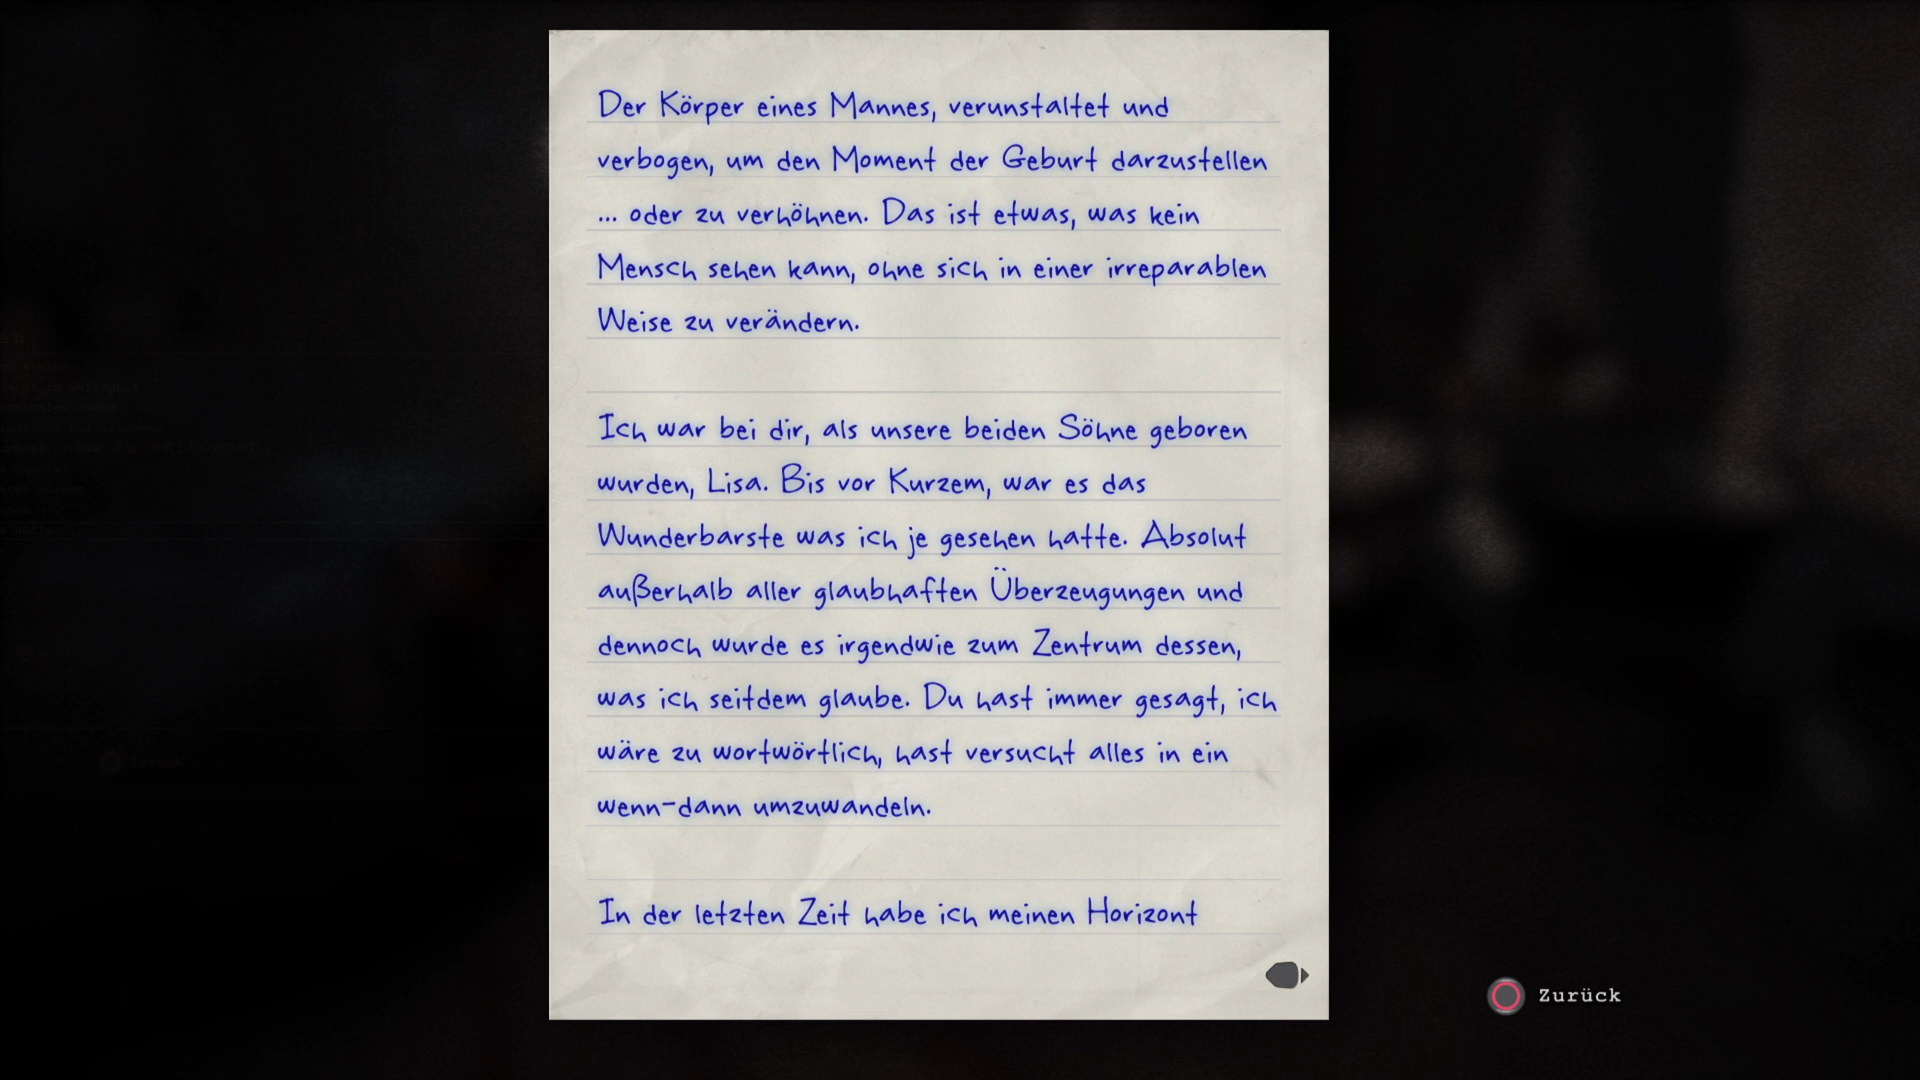 Der Körper eines Mannes, verunstaltet und
verbogen, um den Moment der Geburt darzustellen
... oder zu verhöhnen. Das ist etwas, was kein
Mensch sehen kann, ohne sich in einer irreparablen
Weise zu verändern.
Ich war bei dir, als unsere beiden Söhne geboren
wurden, Lisa. Bis vor Kurzem, war es das
Wunderbarste was ich je gesehen hatte. Absolut
außerhalb aller glaubhaften Überzeugungen und
dennoch wurde es irgendwie zum Zentrum dessen,
was ich seitdem glaube. Du hast immer gesagt, ich
wäre zu wortwörtlich, hast versucht alles in ein
wenn-dann umzuwandeln.
In der letzten Zeit habe ich meinen Horizont
Zurück